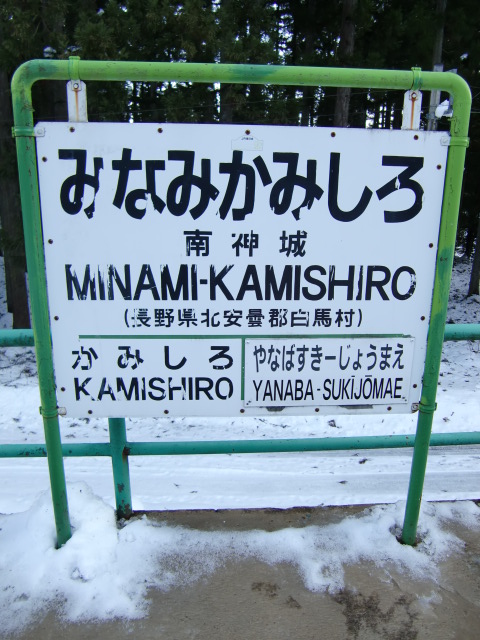 みなみかみしろ
南神城
MINAMI-KAMISHIRO
(長野県北安曇郡白馬村)
かみしろ やなばすきーじょうまえ
KAMISHIRO YANABA-SUKĪJŌMAE